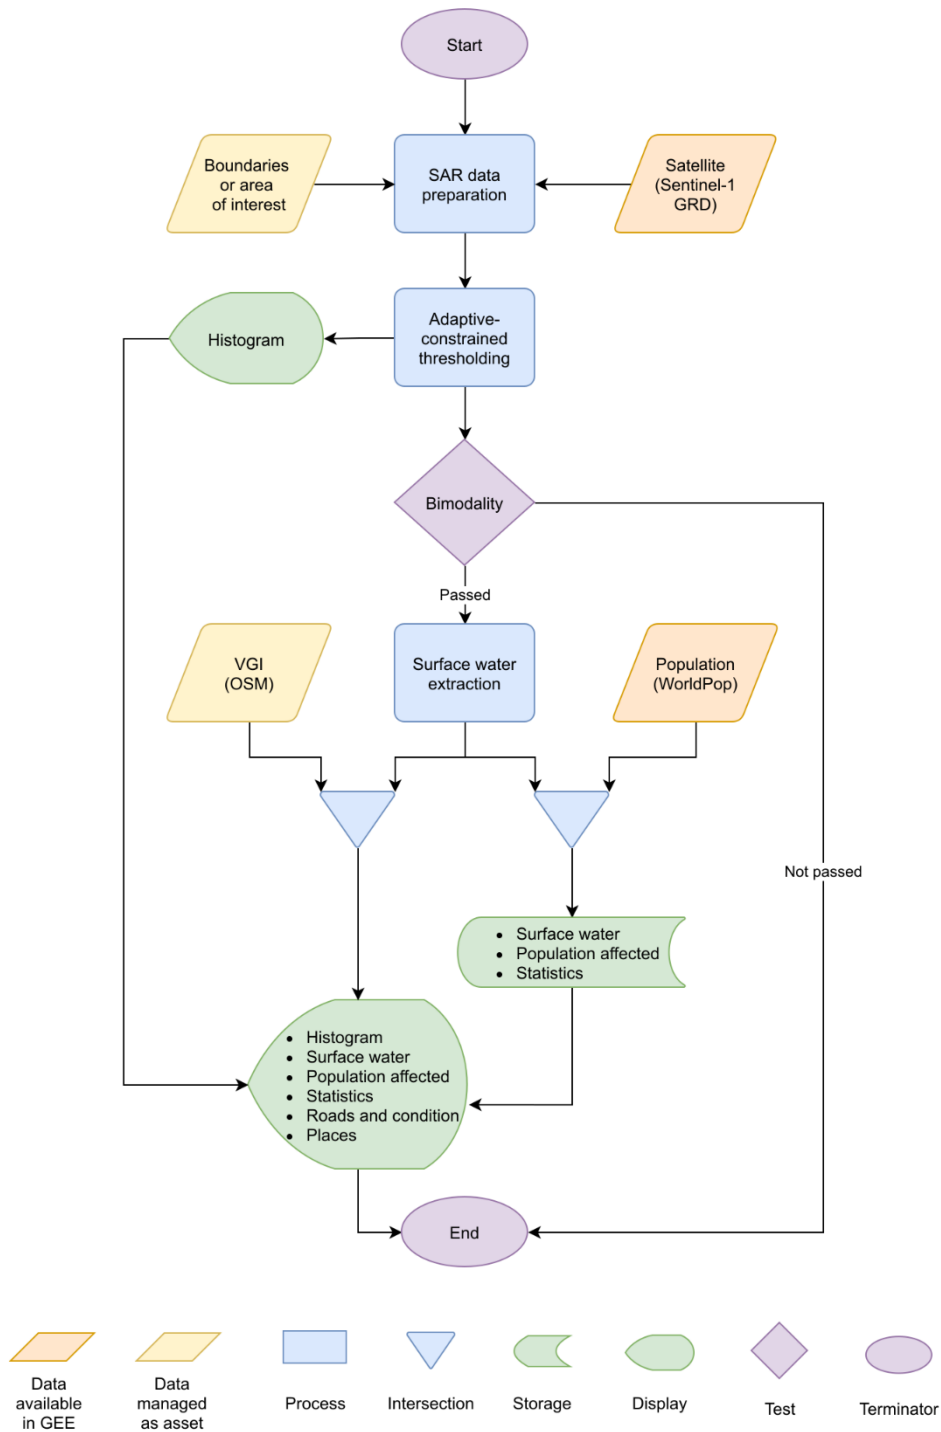 Start
Boundaries
or area
of interest
SAR data
preparation
Satellite
(Sentinel-1
GRD)
Histogram
Adaptive-
constrained
thresholding
Bimodality
Passed
VGI
(OSM)
Surface water
extraction
Population
(WorldPop)
Not passed
• Surface water
• Population affected
• Statistics
• Histogram
• Surface water
• Population affected
• Statistics
• Roads and condition
• Places
End
Data
available
in GEE
Data
managed
as asset
Process
Intersection
Storage
Display
Test
Terminator